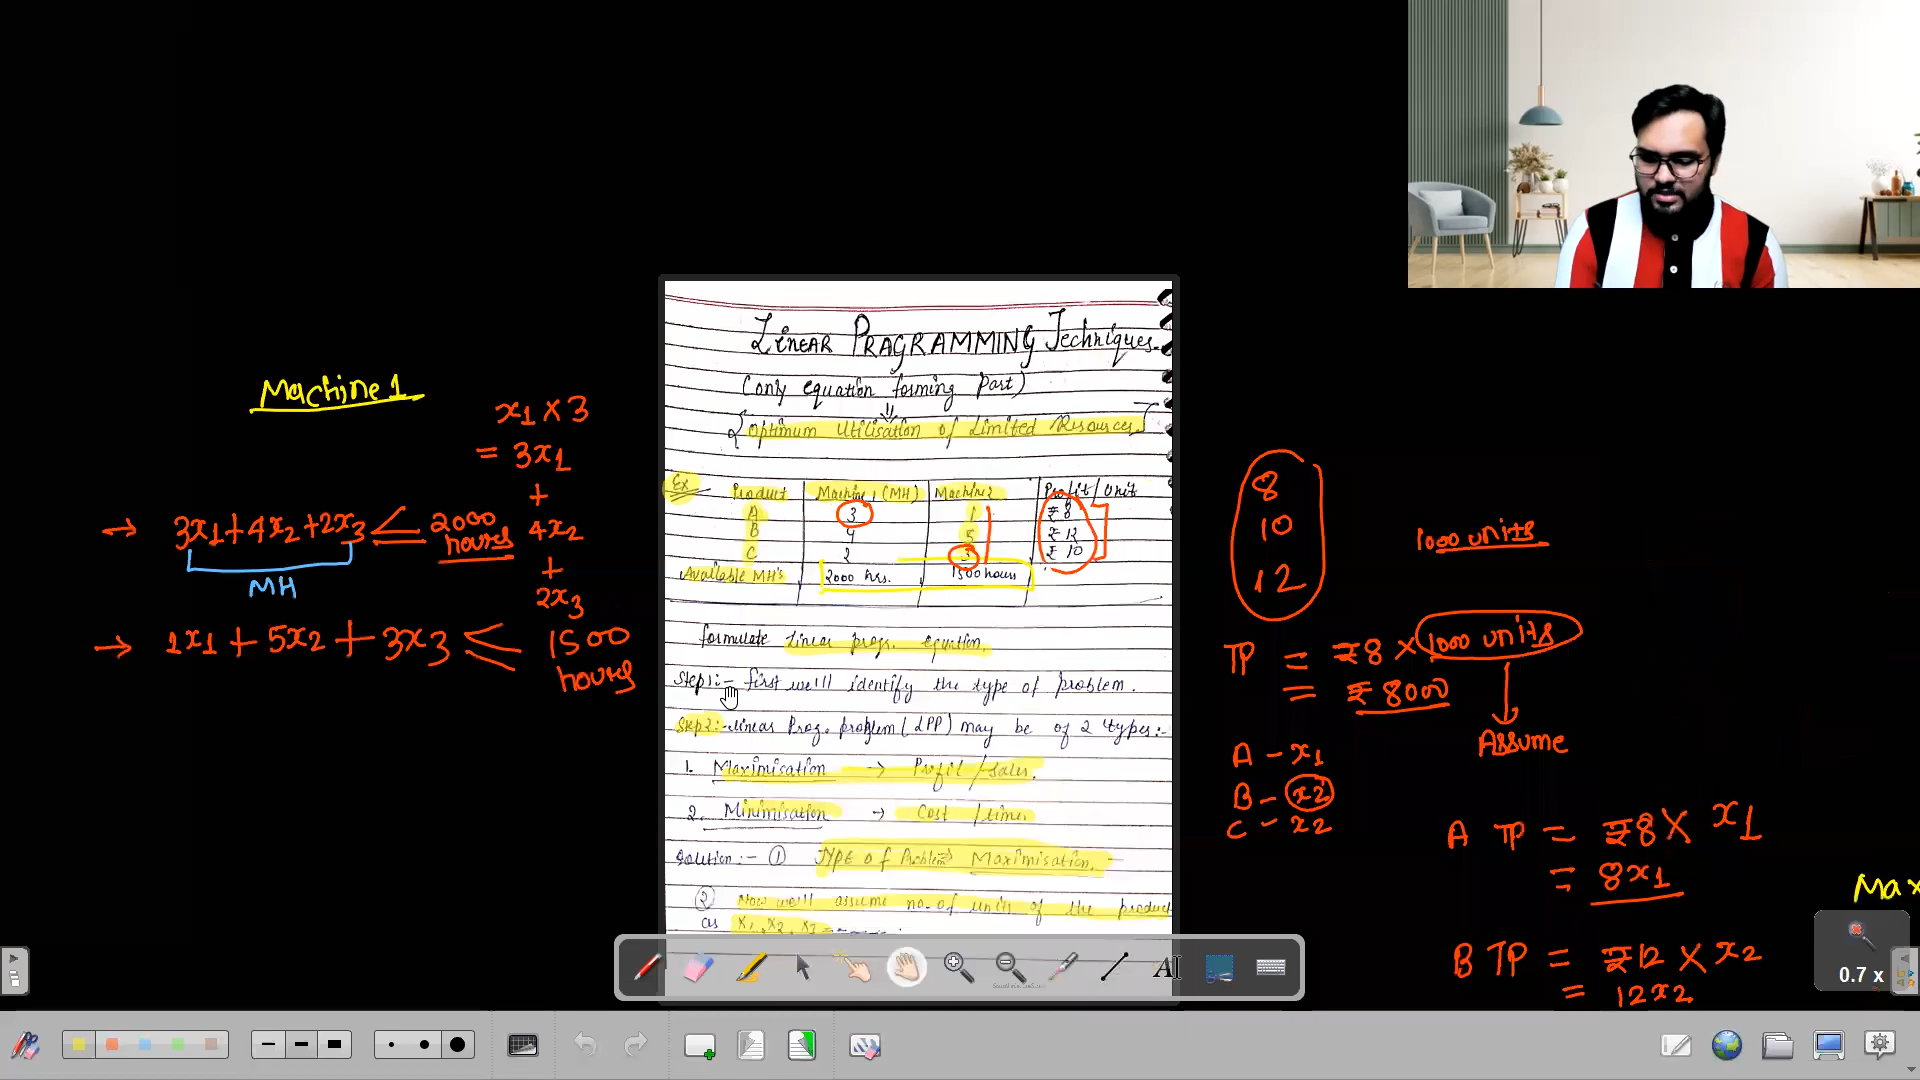 Machine 1
x1 x 3
= 3x1
+
4x2
+
2x3
→ 3x1+4x2+2x3 ≤ 2000 hours
MH
→ 1x1 + 5x2 + 3x3 ≤ 1500 hours
LINEAR PRAGRAMMING Techniques.
(only equation forming Part)
{Optimum Utilisation of Limited Resources}
Ex
Product Machine 1 (MH) Machine 2 Profit/Unit
A 3 1 ₹ 8
B 4 5 ₹ 12
C 2 3 ₹ 10
Available MH's 2000 hrs. 1500 hours
formulate Linear prog. equation.
Step1:- first we'll identify the type of problem.
Step2:- Linear Prog. problem (LPP) may be of 2 types:-
1. Maximisation → Profit/Sales.
2. Minimisation → Cost/time
Solution:- ① TYPE of Problem Maximisation.
② Now we'll assume no. of units of the product
as x1, x2, x3
8
10
12
1000 units
TP = ₹8 × 1000 units
= ₹ 8000
Assume
A - x1
B - x2
C - x2
A TP = ₹8 X x1
= 8x1
B TP = ₹12 X x2
= 12x2
Max
0.7 x